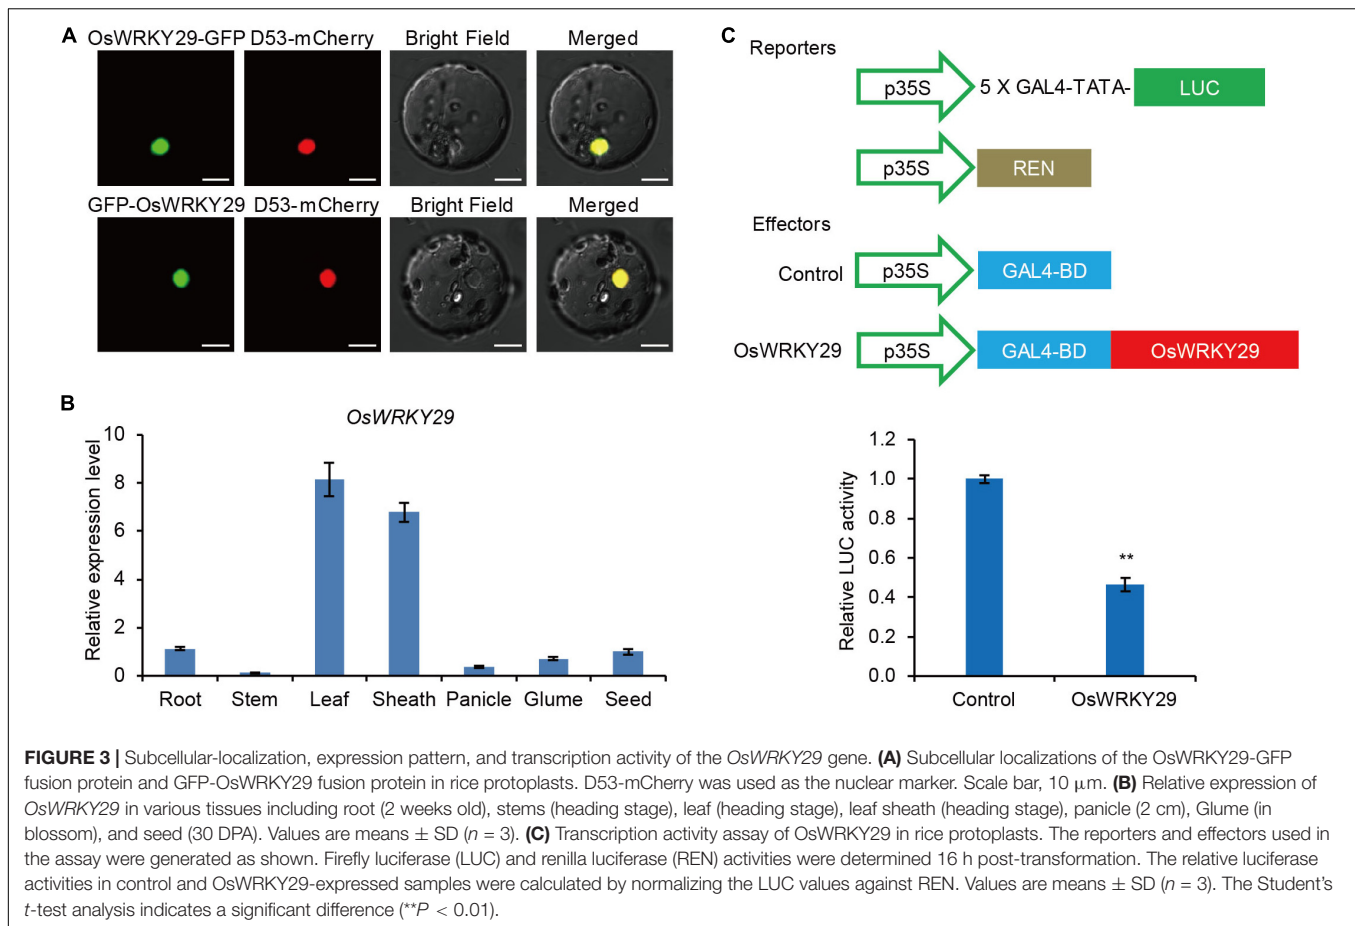 A
OsWRKY29-GFP D53-mCherry Bright Field Merged
GFP-OsWRKY29 D53-mCherry Bright Field Merged
B
OsWRKY29
Relative expression level
10
8
6
4
2
0
Root Stem Leaf Sheath Panicle Glume Seed
C
Reporters
p35S 5 X GAL4-TATA- LUC
p35S REN
Effectors
Control p35S GAL4-BD
OsWRKY29 p35S GAL4-BD OsWRKY29
Relative LUC activity
1.2
1.0
0.8
0.6
0.4
0.2
0.0
**
Control OsWRKY29
FIGURE 3 | Subcellular-localization, expression pattern, and transcription activity of the OsWRKY29 gene. (A) Subcellular localizations of the OsWRKY29-GFP
fusion protein and GFP-OsWRKY29 fusion protein in rice protoplasts. D53-mCherry was used as the nuclear marker. Scale bar, 10 μm. (B) Relative expression of
OsWRKY29 in various tissues including root (2 weeks old), stems (heading stage), leaf (heading stage), leaf sheath (heading stage), panicle (2 cm), Glume (in
blossom), and seed (30 DPA). Values are means ± SD (n = 3). (C) Transcription activity assay of OsWRKY29 in rice protoplasts. The reporters and effectors used in
the assay were generated as shown. Firefly luciferase (LUC) and renilla luciferase (REN) activities were determined 16 h post-transformation. The relative luciferase
activities in control and OsWRKY29-expressed samples were calculated by normalizing the LUC values against REN. Values are means ± SD (n = 3). The Student's
t-test analysis indicates a significant difference (**P < 0.01).